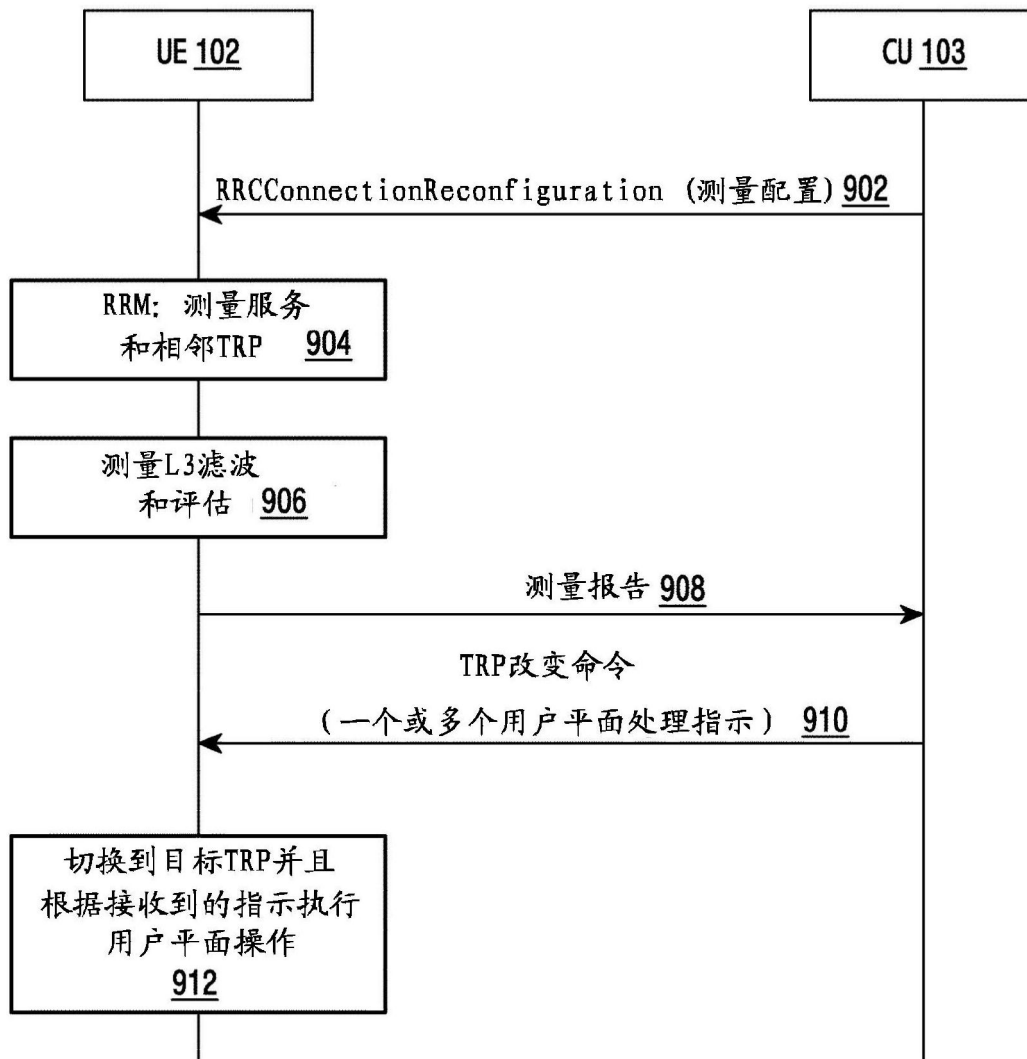 UE 102
CU 103
RRCConnectionReconfiguration (测量配置) 902
RRM: 测量服务
和相邻TRP 904
测量L3滤波
和评估 906
测量报告 908
TRP改变命令
(一个或多个用户平面处理指示) 910
切换到目标TRP并且
根据接收到的指示执行
用户平面操作
912